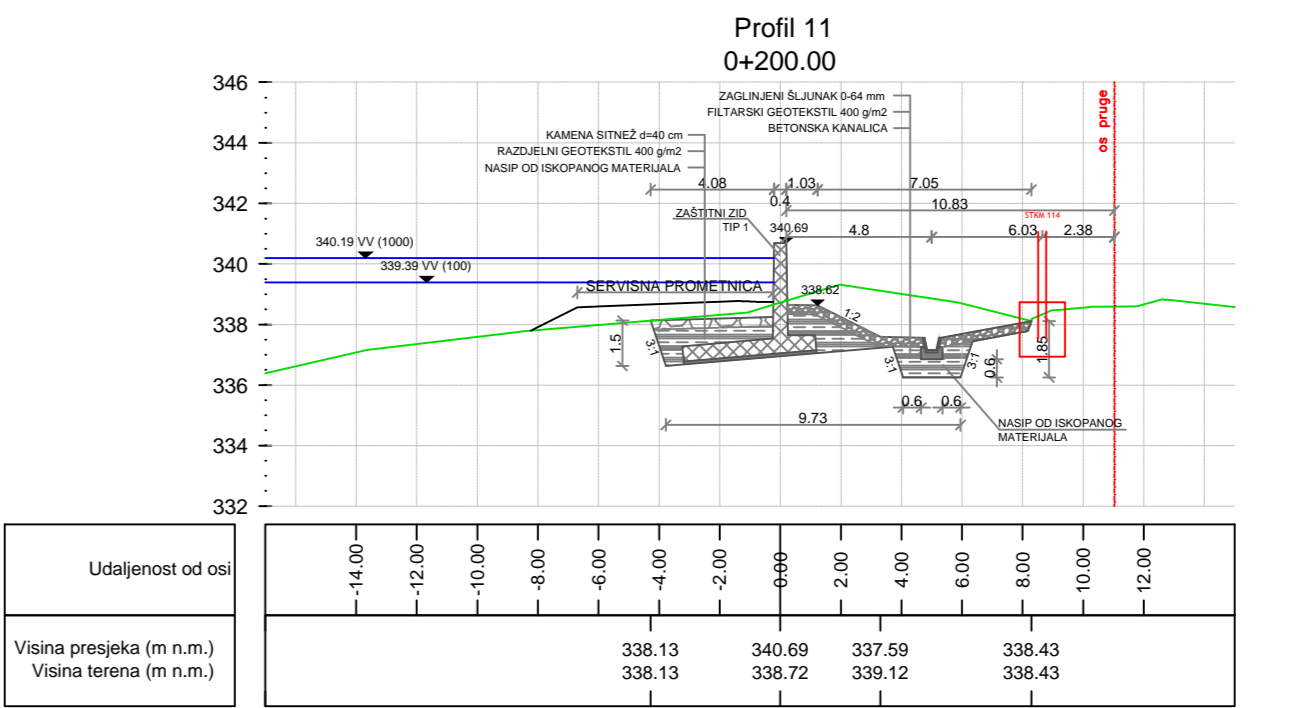 Profil 11
0+200.00
346
344
342
340
338
336
334
332
ZAGLINJENI ŠLJUNAK 0-64 mm
FILTARSKI GEOTEKSTIL 400 g/m2
BETONSKA KANALICA
KAMENA SITNEŽ d=40 cm
RAZDJELNI GEOTEKSTIL 400 g/m2
NASIP OD ISKOPANOG MATERIJALA
os pruge
4.08
1.03
7.05
0.4
10.83
ZAŠTITNI ZID
TIP 1
STKM 114
340.69
4.8
6.03
2.38
340.19 VV (1000)
339.39 VV (100)
SERVISNA PROMETNICA
338.62
1:2
1.5
3:1
3:1
3:1
0.6
1.85
0.6
0.6
9.73
NASIP OD ISKOPANOG
MATERIJALA
Udaljenost od osi
-14.00
-12.00
-10.00
-8.00
-6.00
-4.00
-2.00
0.00
2.00
4.00
6.00
8.00
10.00
12.00
Visina presjeka (m n.m.) 338.13 340.69 337.59 338.43
Visina terena (m n.m.) 338.13 338.72 339.12 338.43